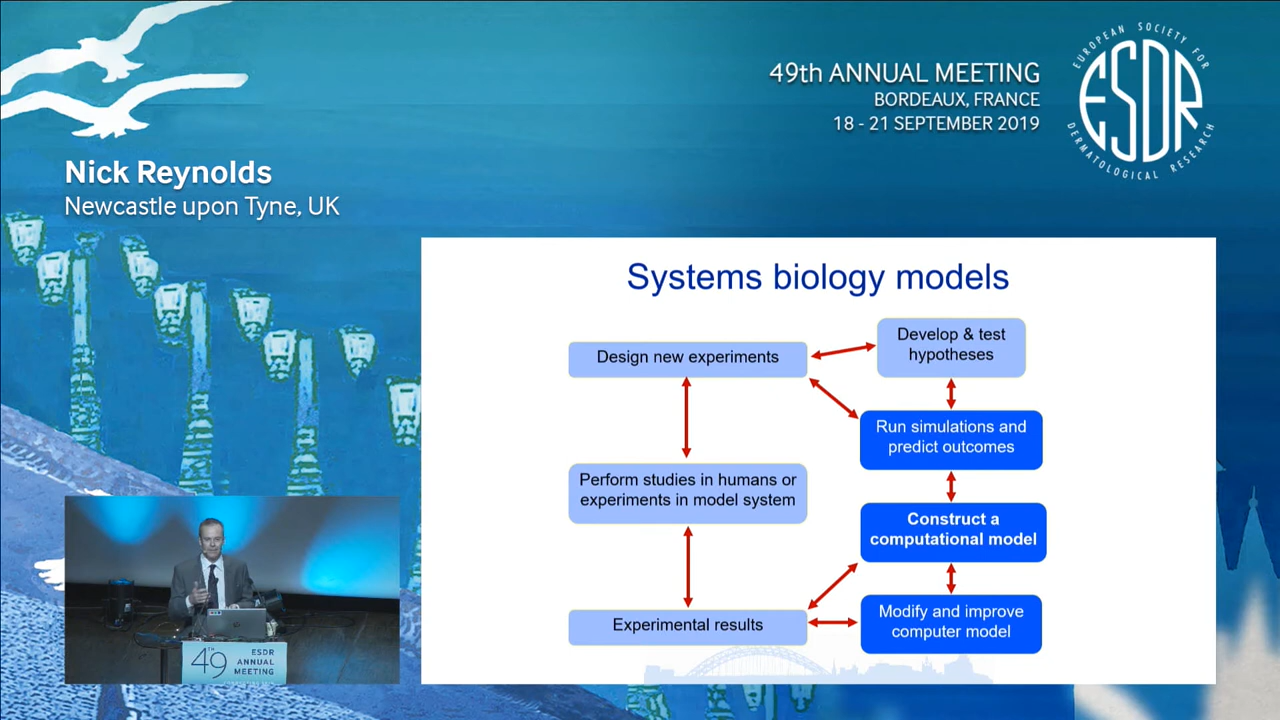 49th ANNUAL MEETING
BORDEAUX, FRANCE
18 - 21 SEPTEMBER 2019
EUROPEAN SOCIETY FOR
ESDR
DERMATOLOGICAL RESEARCH
Nick Reynolds
Newcastle upon Tyne, UK
Systems biology models
Develop & test
hypotheses
Design new experiments
Run simulations and
predict outcomes
Perform studies in humans or
experiments in model system
Construct a
computational model
Modify and improve
computer model
Experimental results
49TH
ESDR
ANNUAL
MEETING